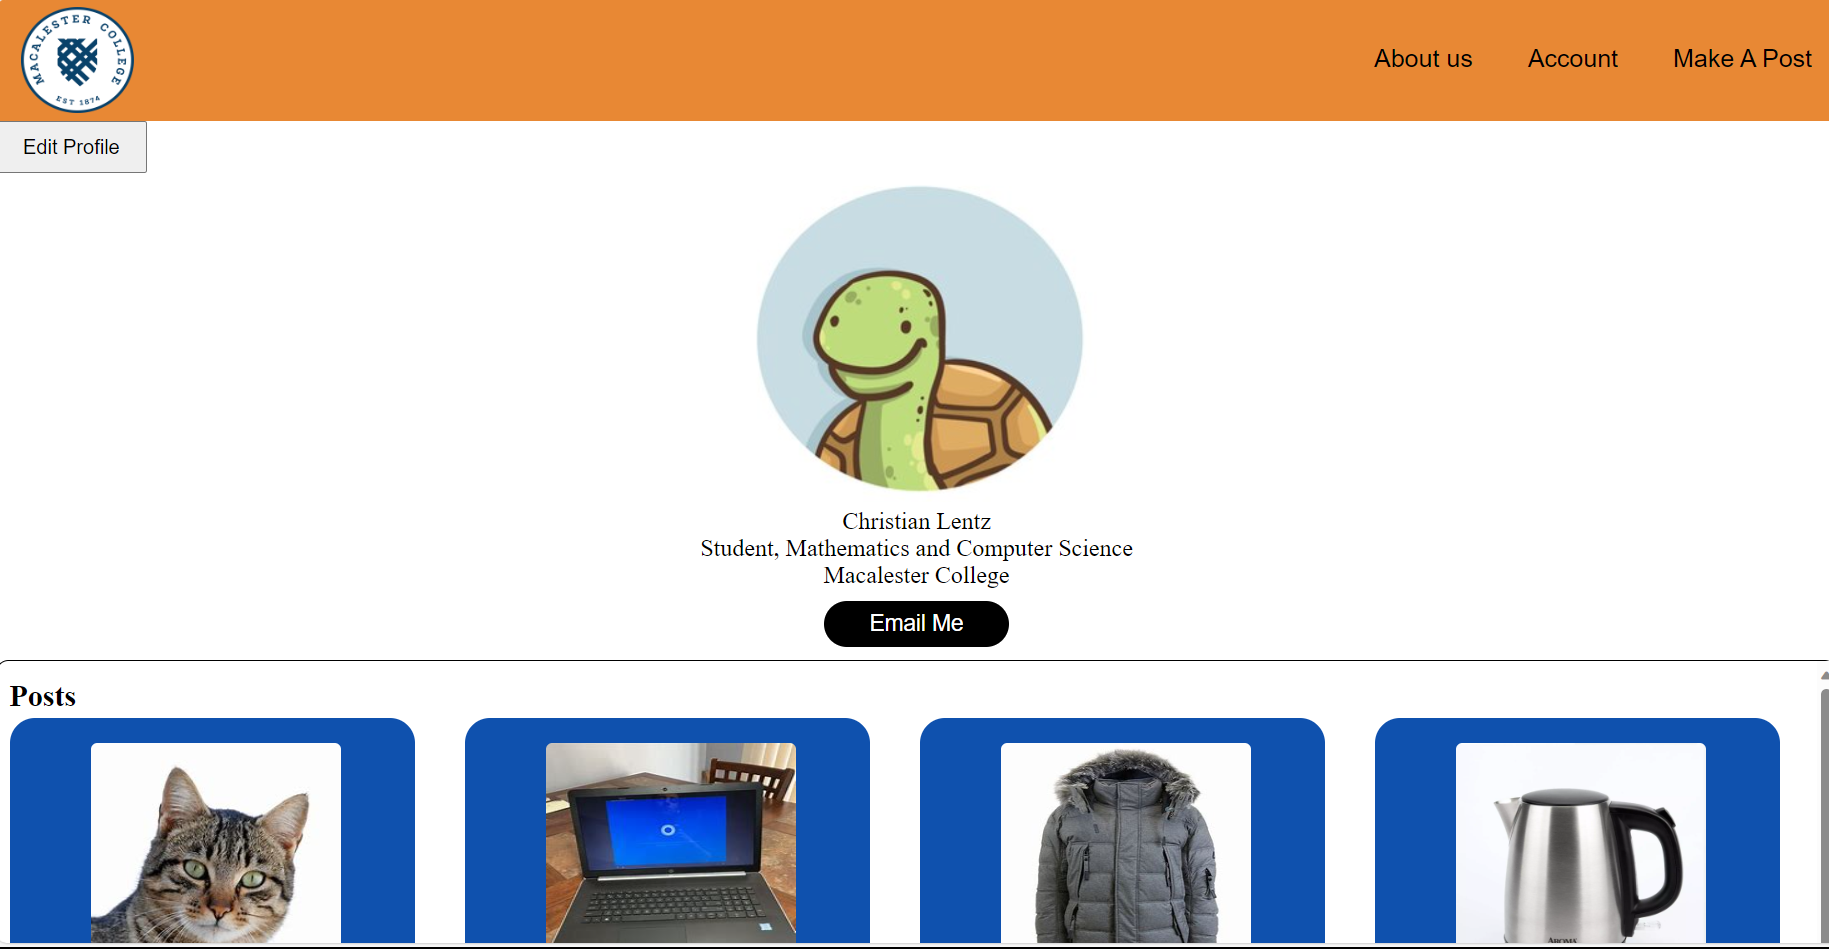 MACALESTER COLLEGE
EST 1874
About us
Account
Make A Post
Edit Profile
Christian Lentz
Student, Mathematics and Computer Science
Macalester College
Email Me
Posts
AROMA